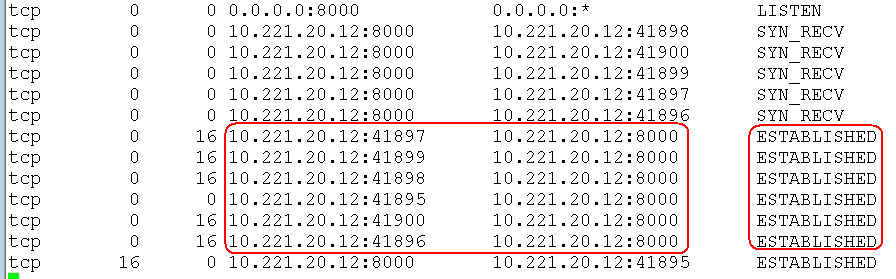 tcp 0 0 0.0.0.0:8000 0.0.0.0:* LISTEN
tcp 0 0 10.221.20.12:8000 10.221.20.12:41898 SYN_RECV
tcp 0 0 10.221.20.12:8000 10.221.20.12:41900 SYN_RECV
tcp 0 0 10.221.20.12:8000 10.221.20.12:41899 SYN_RECV
tcp 0 0 10.221.20.12:8000 10.221.20.12:41897 SYN_RECV
tcp 0 0 10.221.20.12:8000 10.221.20.12:41896 SYN_RECV
tcp 0 16 10.221.20.12:41897 10.221.20.12:8000 ESTABLISHED
tcp 0 16 10.221.20.12:41899 10.221.20.12:8000 ESTABLISHED
tcp 0 16 10.221.20.12:41898 10.221.20.12:8000 ESTABLISHED
tcp 0 0 10.221.20.12:41895 10.221.20.12:8000 ESTABLISHED
tcp 0 16 10.221.20.12:41900 10.221.20.12:8000 ESTABLISHED
tcp 0 16 10.221.20.12:41896 10.221.20.12:8000 ESTABLISHED
tcp 16 0 10.221.20.12:8000 10.221.20.12:41895 ESTABLISHED